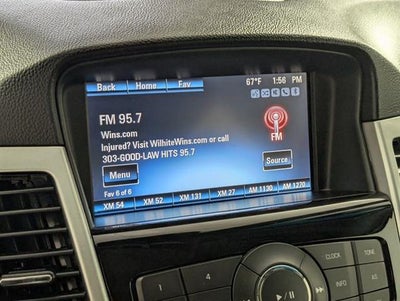 Back Home Fav 67°F 1:56 PM
FM 95.7
Wins.com
Injured? Visit WilhiteWins.com or call
303-GOOD-LAW HITS 95.7
FM
Menu Source
Fav 6 of 6
XM 54 XM 52 XM 131 XM 27 AM 1130 AM 1270
CLOCK TONE
1 4
INFO